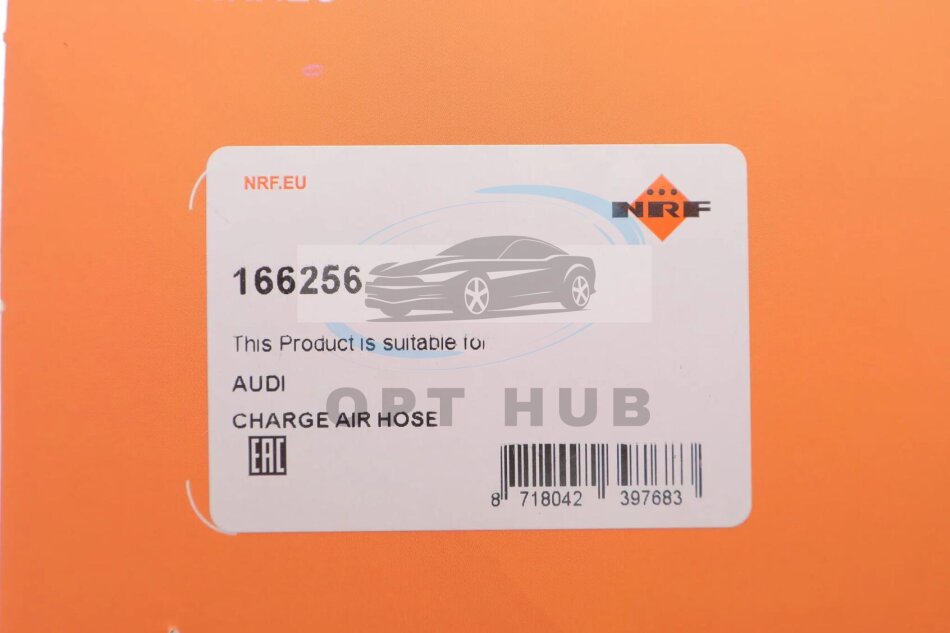 NRF.EU
NRF
166256
This Product is suitable for
AUDI
OPT HUB
CHARGE AIR HOSE
EAC
8 718042 397683